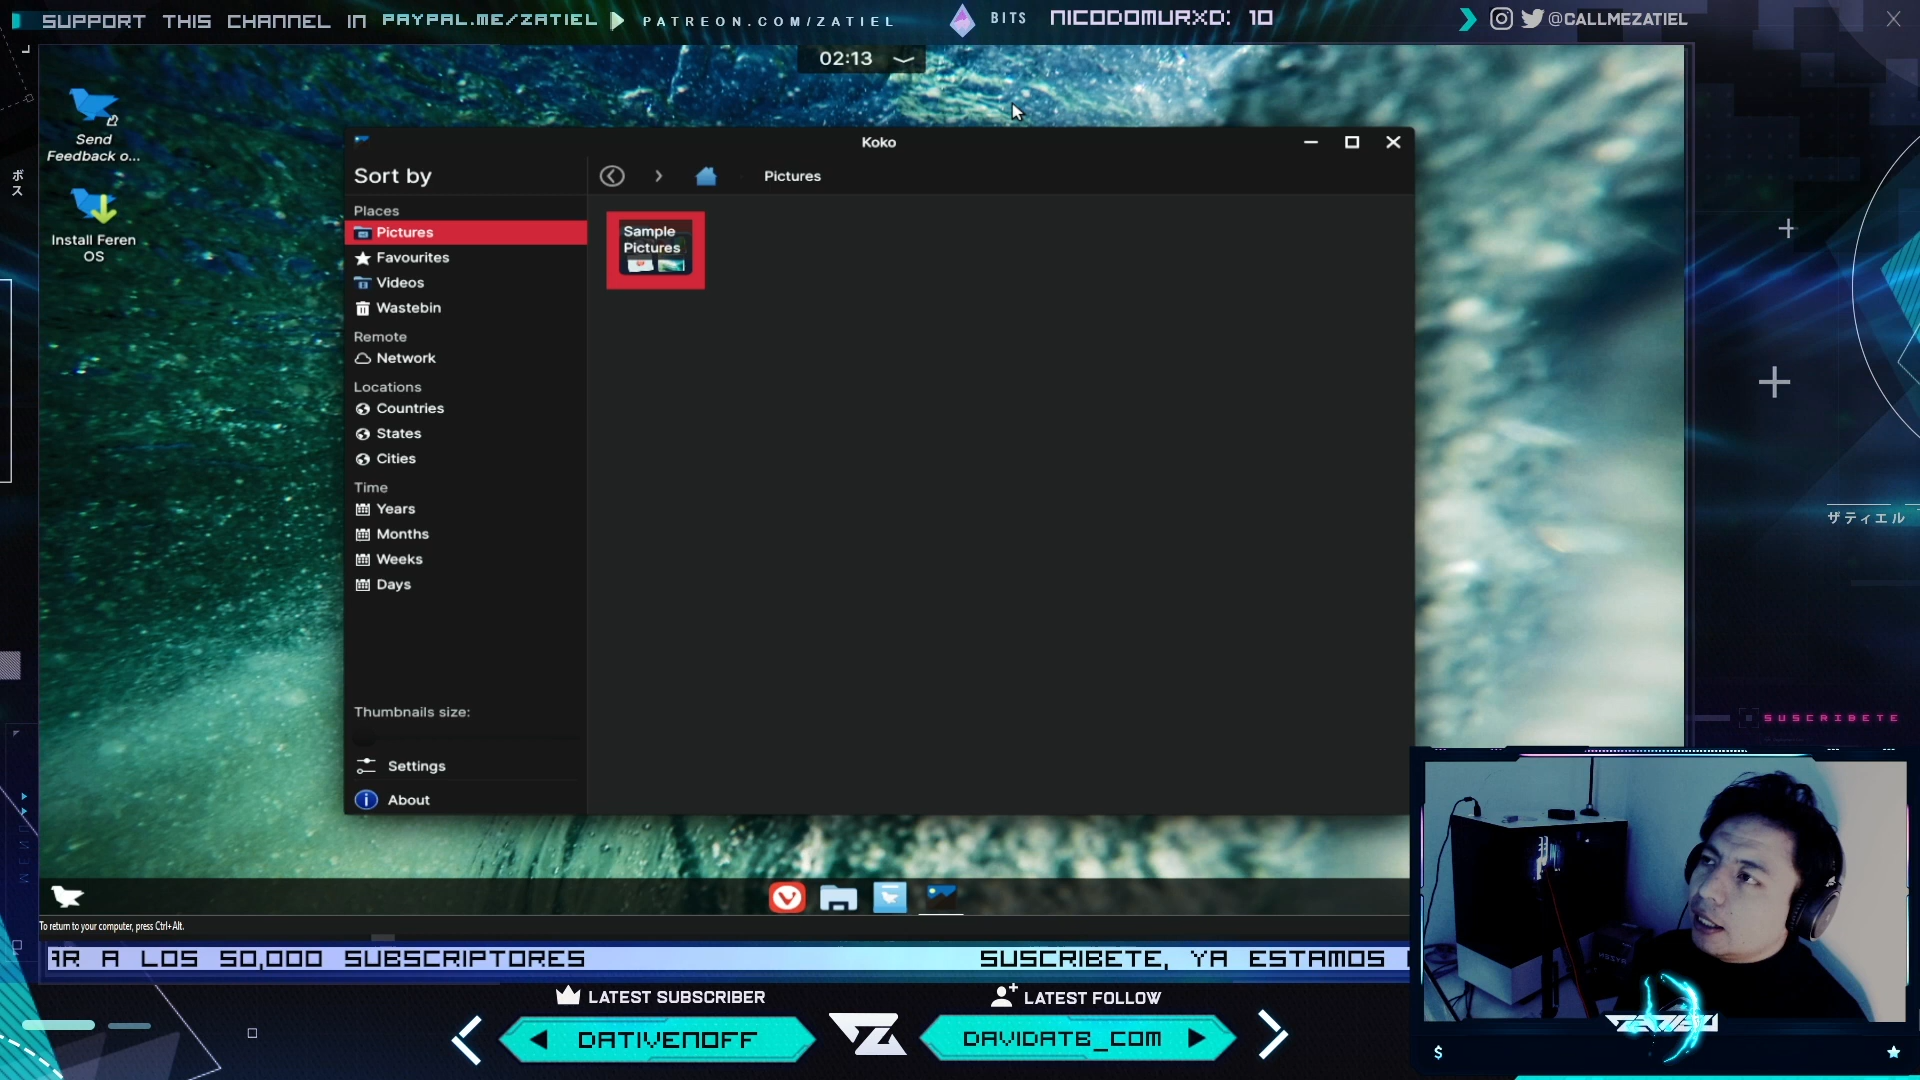 SUPPORT THIS CHANNEL IN PAYPAL.ME/ZATIEL PATREON.COM/ZATIEL
BITS NICODOMURXD: 10
@CALLMEZATIEL
02:13
Send
Feedback o...
Install Feren
OS
ボス
Koko
Sort by
Pictures
Places
Pictures
Favourites
Videos
Wastebin
Remote
Network
Locations
Countries
States
Cities
Time
Years
Months
Weeks
Days
Thumbnails size:
Settings
About
Sample
Pictures
ザティエル
SUSCRIBETE
To return to your computer, press Ctrl+Alt.
AR A LOS 50,000 SUBSCRIPTORES
SUSCRIBETE, YA ESTAMOS
LATEST SUBSCRIBER
DATIVENOFF
LATEST FOLLOW
DAVIDATB_COM
ZATIEL
$